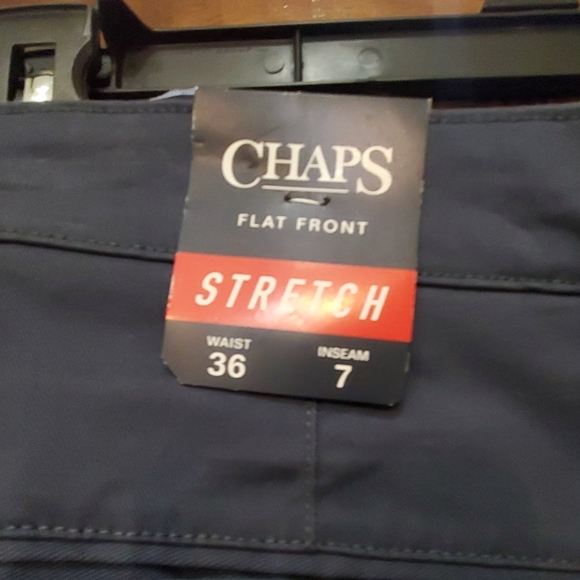 CHAPS
FLAT FRONT
STRETCH
WAIST
36
INSEAM
7